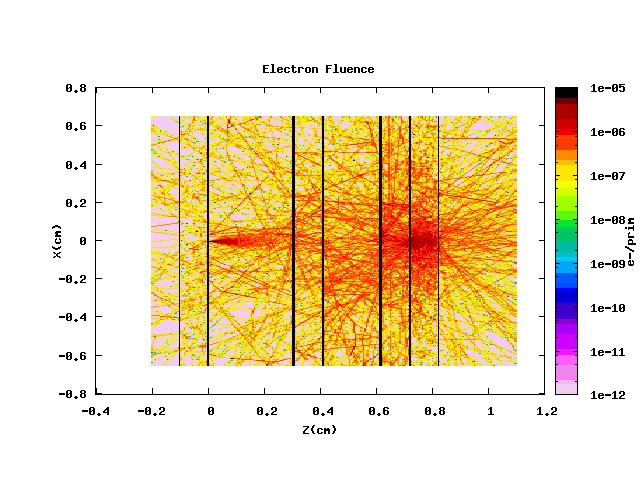 Electron Fluence
0.8
0.6
0.4
0.2
0
-0.2
-0.4
-0.6
-0.8
X(cm)
-0.4 -0.2 0 0.2 0.4 0.6 0.8 1 1.2
Z(cm)
1e-05
1e-06
1e-07
1e-08
1e-09
1e-10
1e-11
1e-12
e-/prim